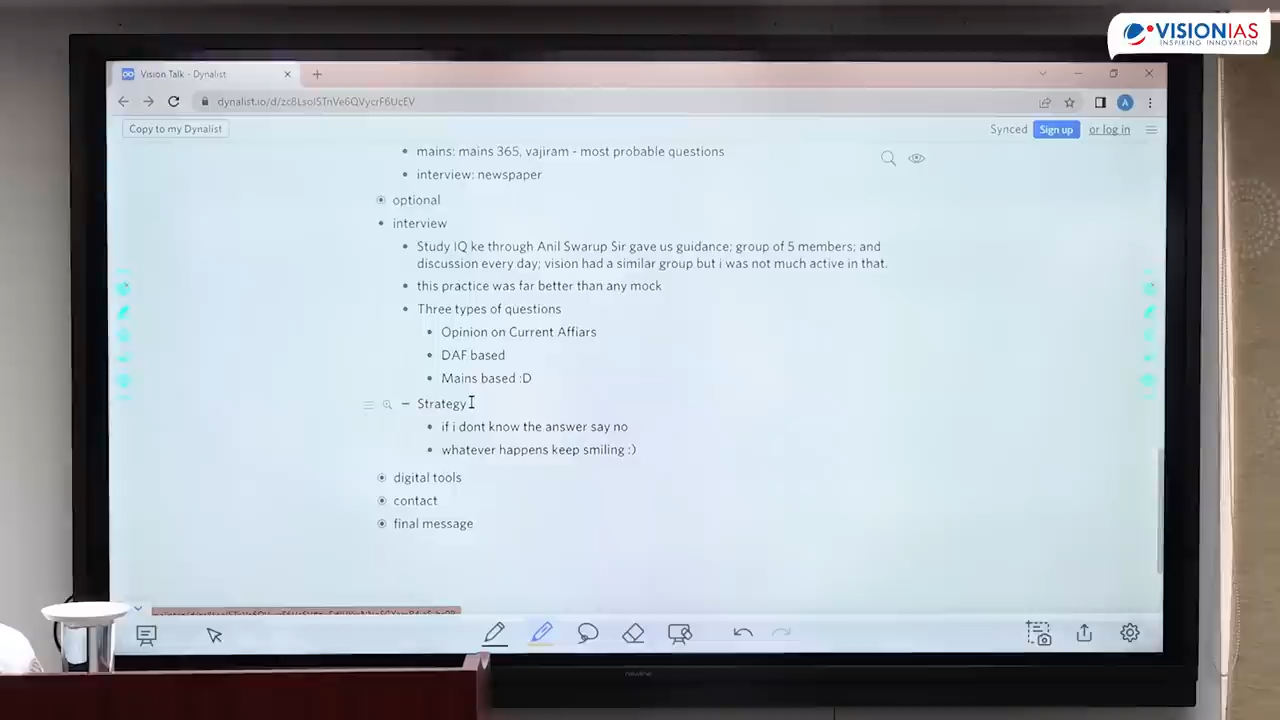 VISIONIAS
INSPIRING INNOVATION
Vision Talk - Dynalist
dynalist.io/d/zc8LsoISTnVe6QVycrF6UcEV
A
Copy to my Dynalist
Synced Sign up or log in
mains: mains 365, vajiram - most probable questions
interview: newspaper
optional
interview
Study IQ ke through Anil Swarup Sir gave us guidance; group of 5 members; and
discussion every day; vision had a similar group but i was not much active in that.
this practice was far better than any mock
Three types of questions
Opinion on Current Affiars
DAF based
Mains based :D
Strategy
if i dont know the answer say no
whatever happens keep smiling :)
digital tools
contact
final message
newline